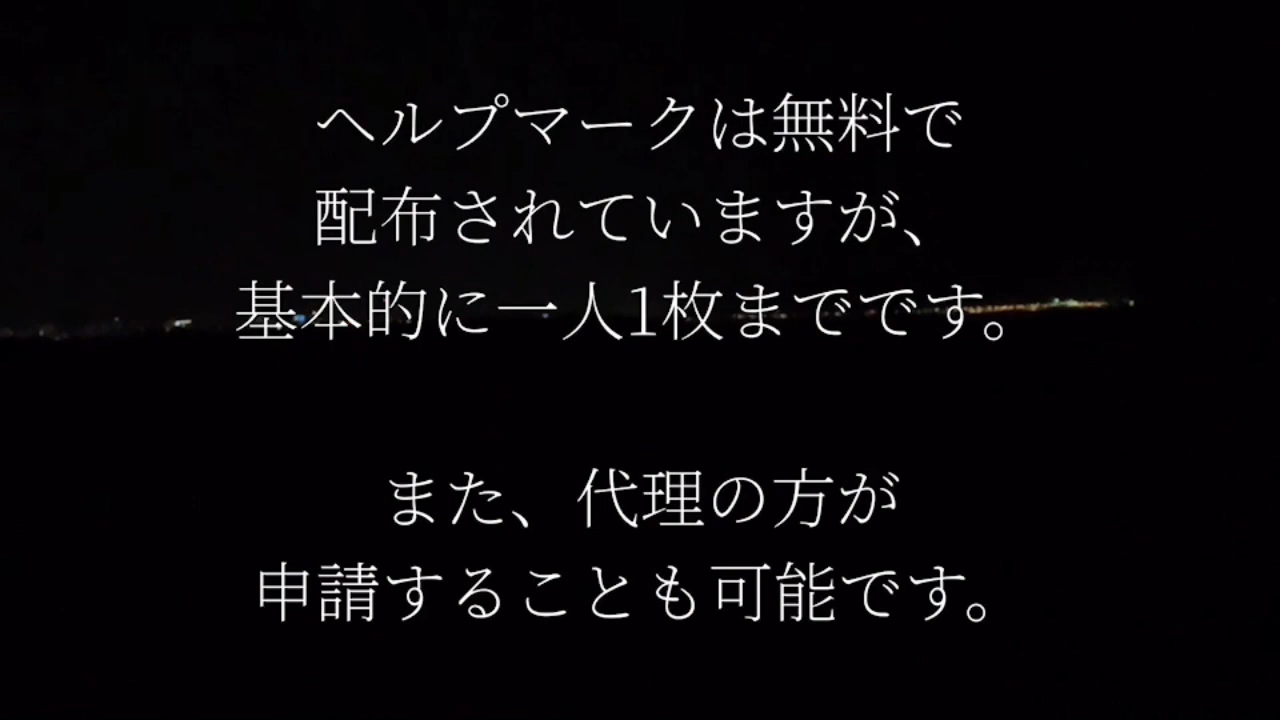 ヘルプマークは無料で
配布されていますが、
基本的に一人1枚までです。
また、代理の方が
申請することも可能です。